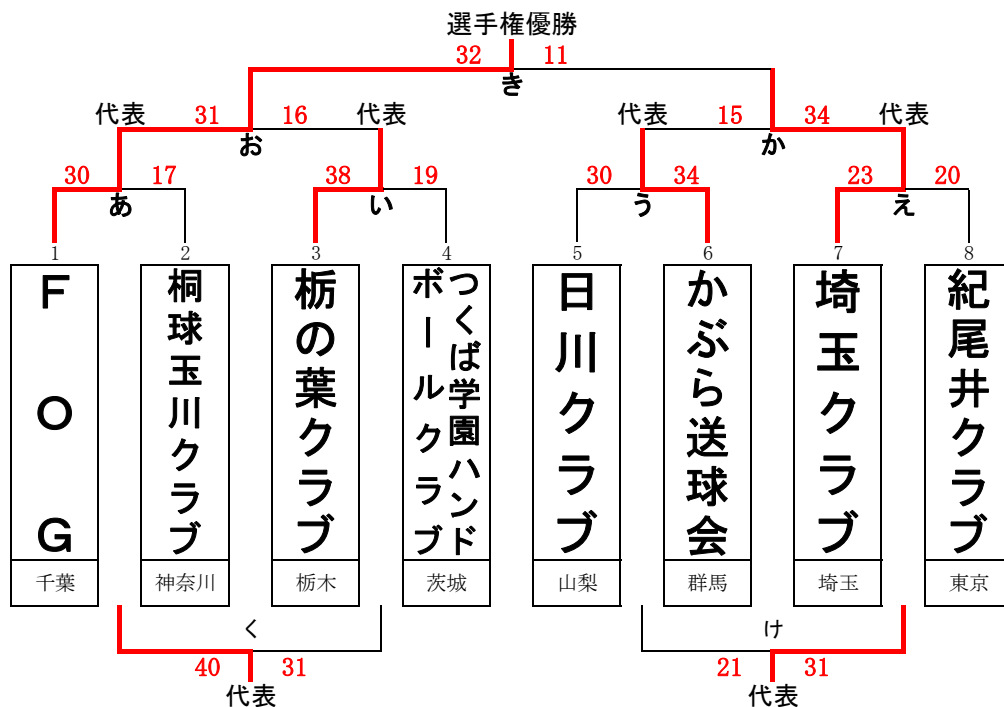 選手権優勝
32 11
き
代表 31 16 代表 代表 15 34 代表
お か
30 17 38 19 30 34 23 20
あ い う え
1 2 3 4 5 6 7 8
FOG
桐球玉川クラブ
栃の葉クラブ
つくば学園ハンド
ボールクラブ
日川クラブ
かぶら送球会
埼玉クラブ
紀尾井クラブ
千葉 神奈川 栃木 茨城 山梨 群馬 埼玉 東京
く け
40 31 21 31
代表 代表